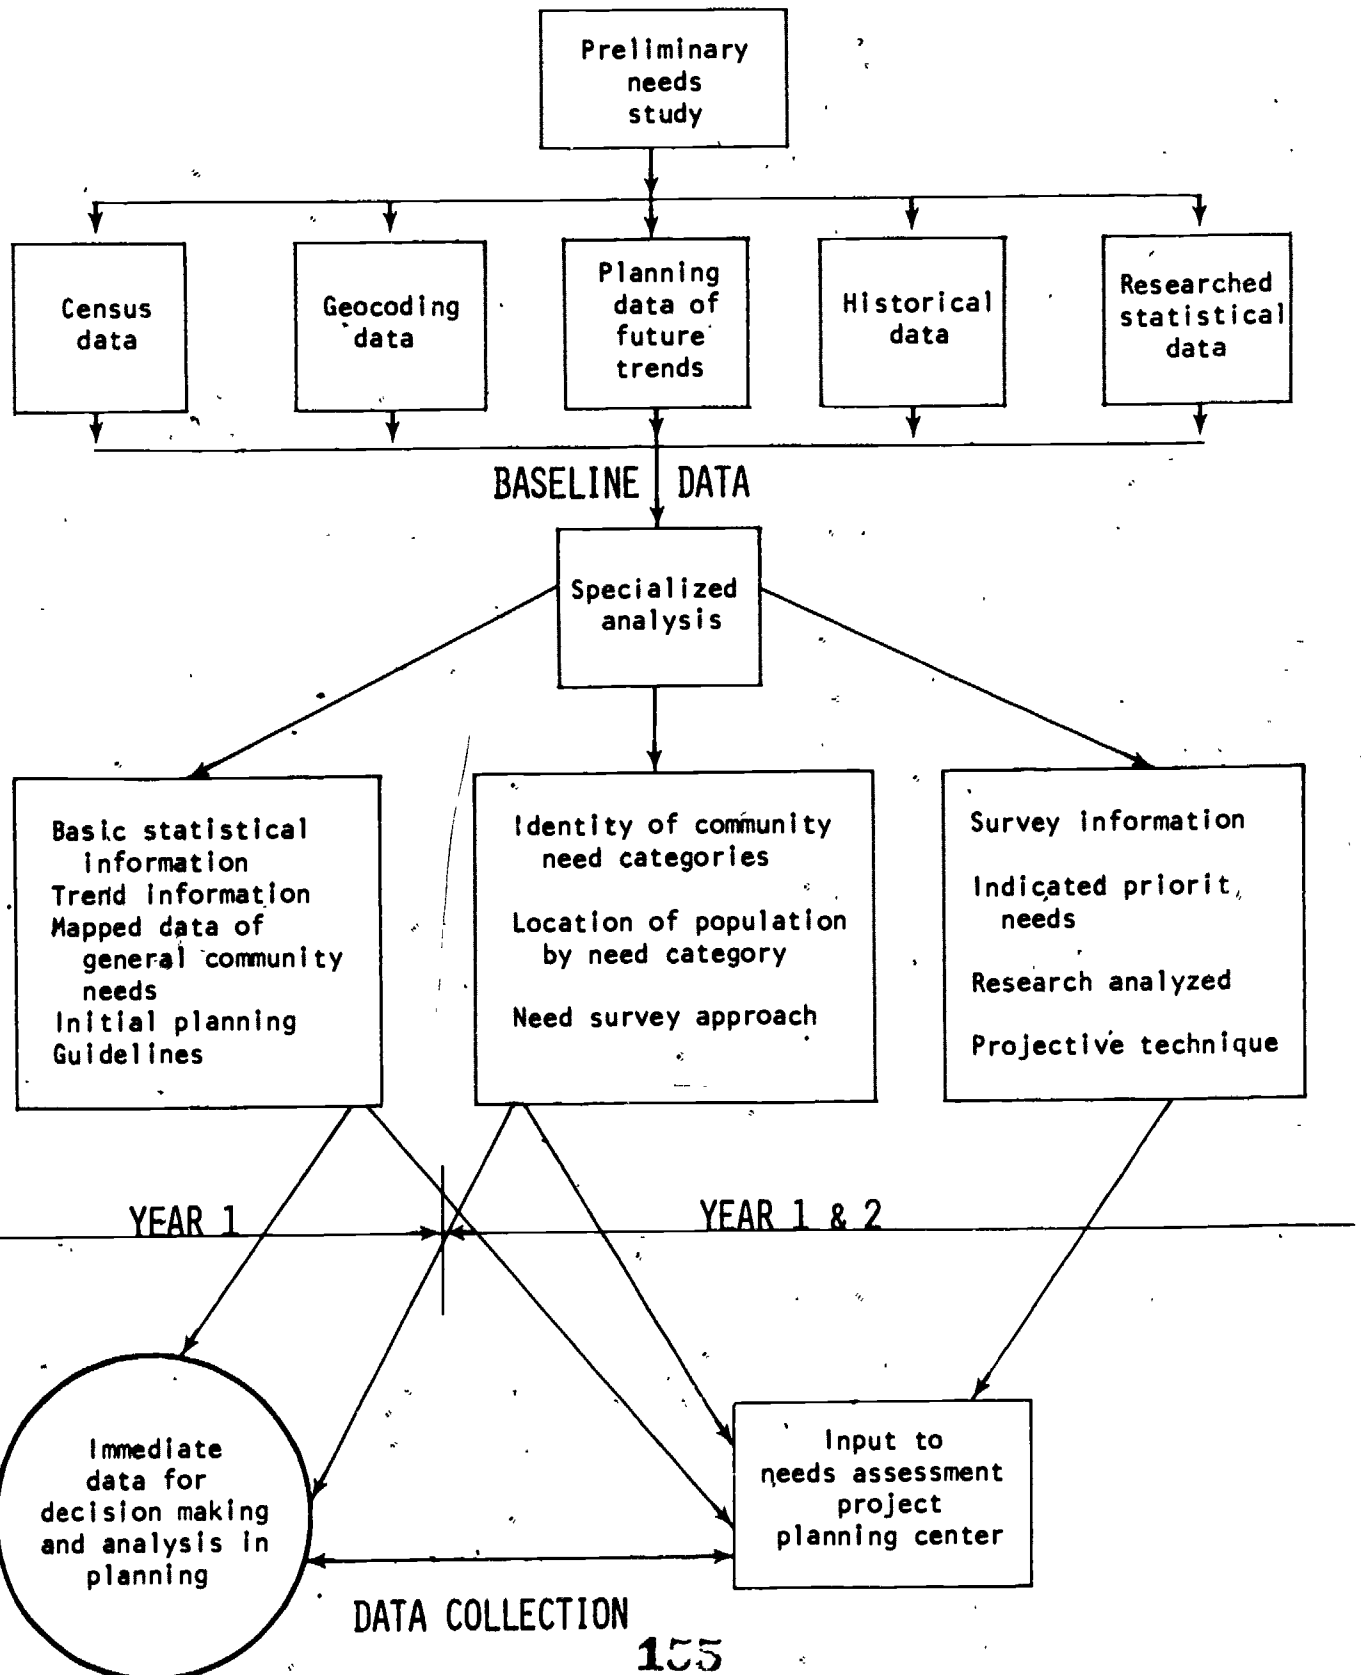 Preliminary
needs
study
Census
data
Geocoding
data
Planning
data of
future
trends
Historical
data
Researched
statistical
data
BASELINE DATA
Specialized
analysis
Basic statistical
information
Trend information
Mapped data of
general community
needs
Initial planning
Guidelines
Identity of community
need categories
Location of population
by need category
Need survey approach
Survey information
Indicated priorit
needs
Research analyzed
Projective technique
YEAR 1
YEAR 1 & 2
Immediate
data for
decision making
and analysis in
planning
Input to
needs assessment
project
planning center
DATA COLLECTION